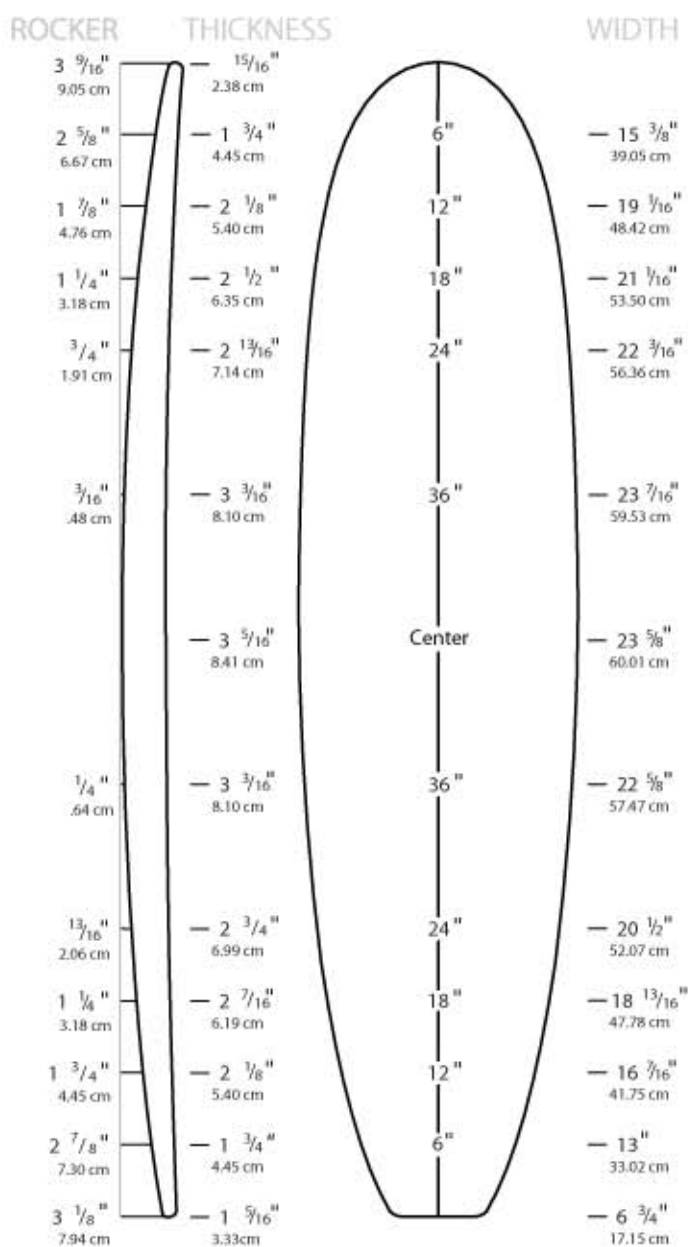 ROCKER THICKNESS WIDTH
3 9/16" 15/16"
9.05 cm 2.38 cm
2 5/8" 1 3/4" 6" 15 3/8"
6.67 cm 4.45 cm 39.05 cm
1 7/8" 2 1/8" 12" 19 1/16"
4.76 cm 5.40 cm 48.42 cm
1 1/4" 2 1/2" 18" 21 1/16"
3.18 cm 6.35 cm 53.50 cm
3/4" 2 13/16" 24" 22 3/16"
1.91 cm 7.14 cm 56.36 cm
3/16" 3 3/16" 36" 23 7/16"
.48 cm 8.10 cm 59.53 cm
3 5/16" Center 23 5/8"
8.41 cm 60.01 cm
1/4" 3 3/16" 36" 22 5/8"
.64 cm 8.10 cm 57.47 cm
13/16" 2 3/4" 24" 20 1/2"
2.06 cm 6.99 cm 52.07 cm
1 1/4" 2 7/16" 18" 18 13/16"
3.18 cm 6.19 cm 47.78 cm
1 3/4" 2 1/8" 12" 16 7/16"
4.45 cm 5.40 cm 41.75 cm
2 7/8" 1 3/4" 6" 13"
7.30 cm 4.45 cm 33.02 cm
3 1/8" 1 5/16" 6 3/4"
7.94 cm 3.33cm 17.15 cm